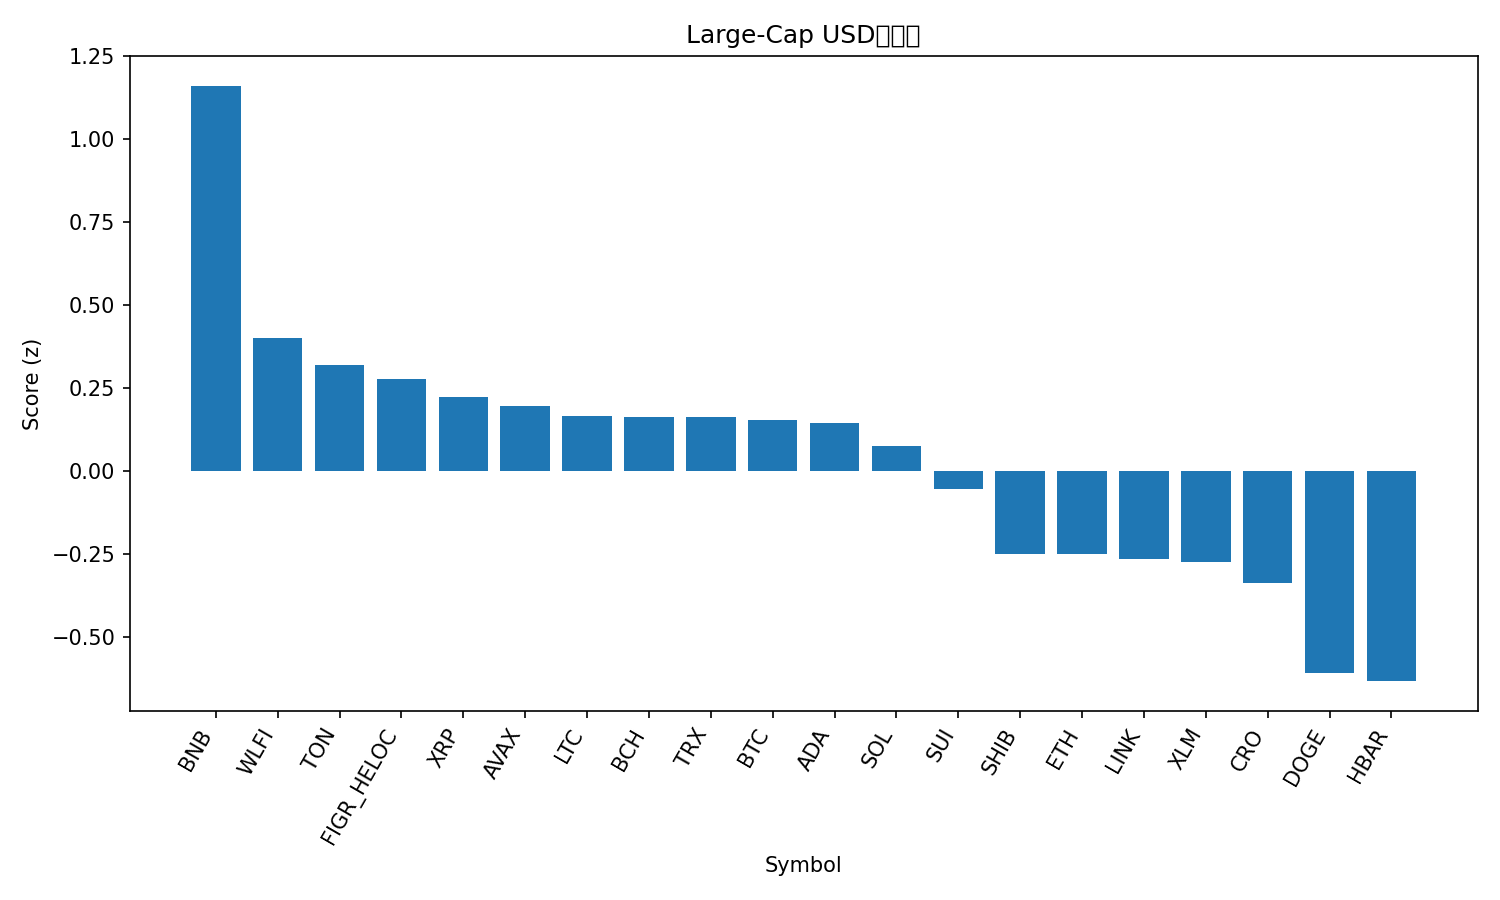 Large-Cap USD
1.25
1.00
0.75
0.50
0.25
0.00
−0.25
−0.50
Score (z)
BNB
WLFI
TON
FIGR_HELOC
XRP
AVAX
LTC
BCH
TRX
BTC
ADA
SOL
SUI
SHIB
ETH
LINK
XLM
CRO
DOGE
HBAR
Symbol